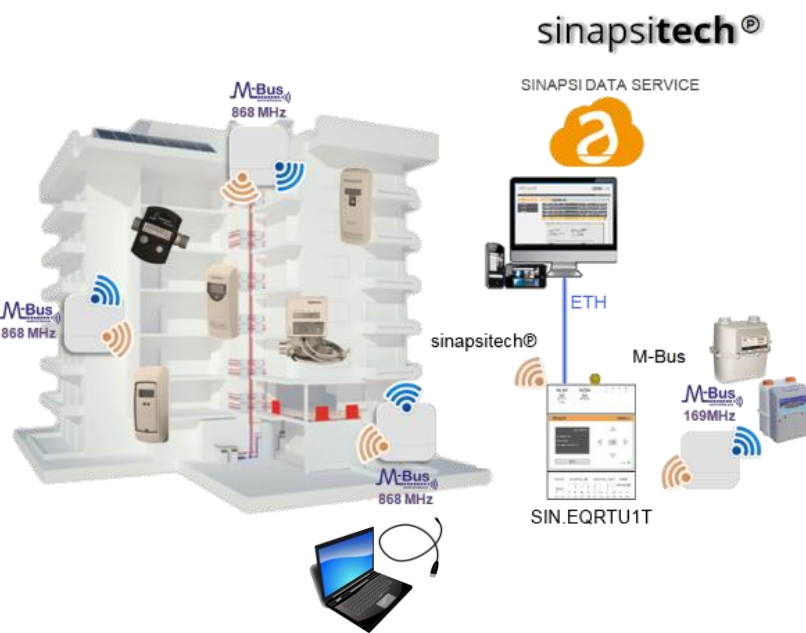 sinapsitech®
SINAPSI DATA SERVICE
M-Bus
868 MHz
M-Bus
868 MHz
ETH
sinapsitech®
M-Bus
M-Bus
169MHz
M-Bus
868 MHz
SIN.EQRTU1T